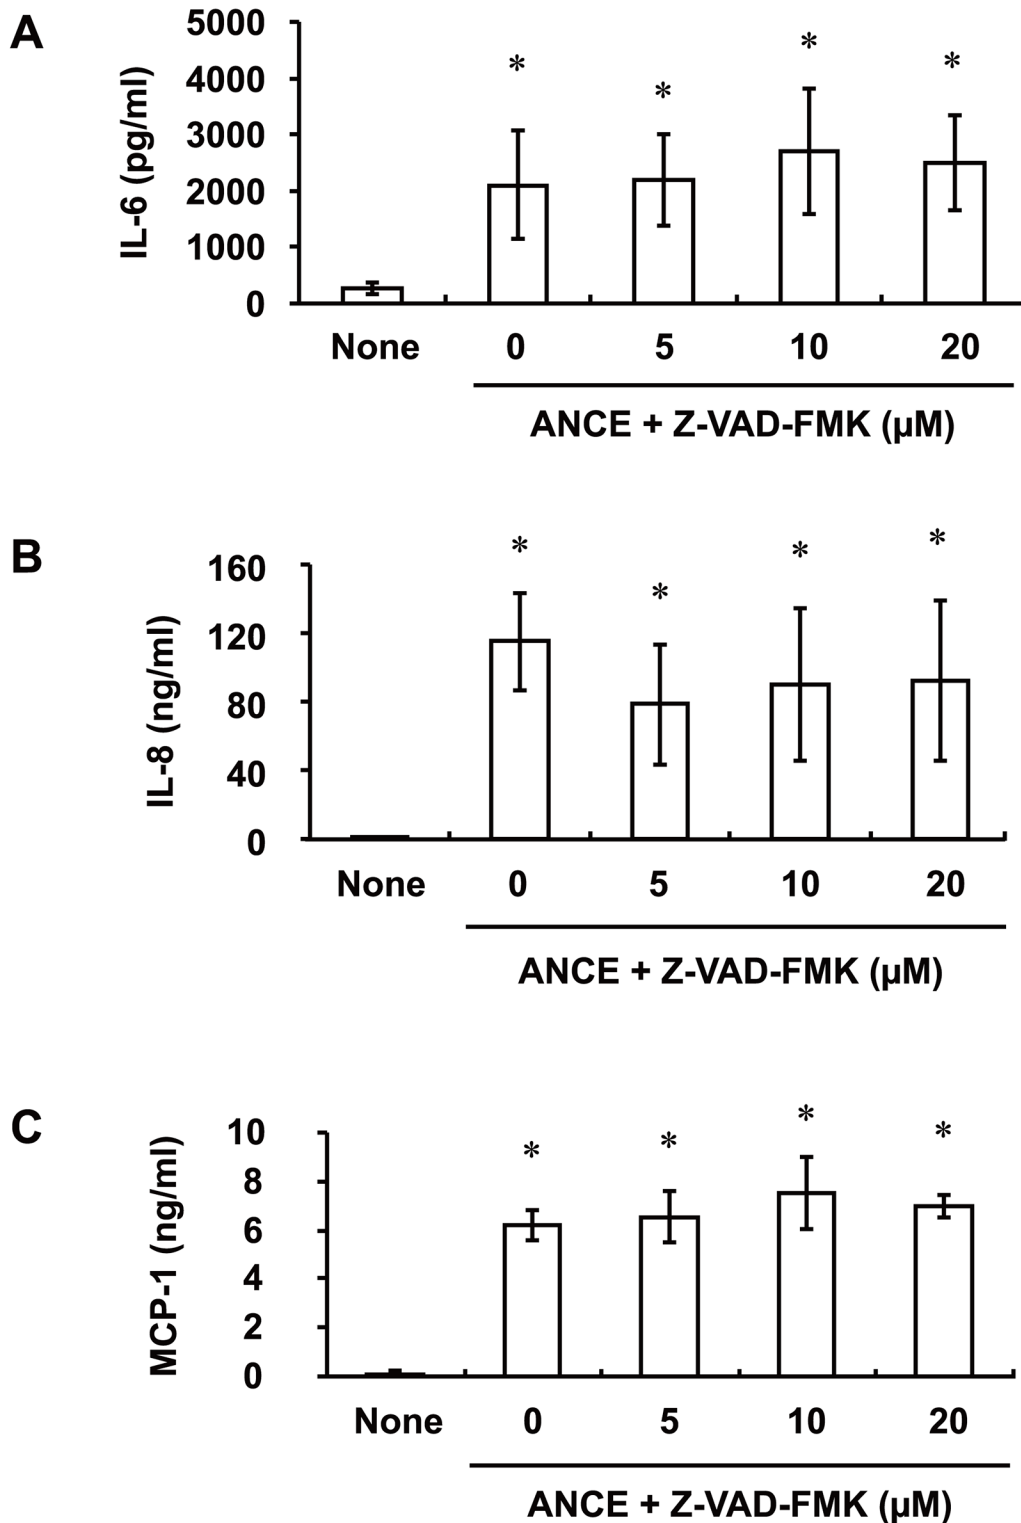 A
IL-6 (pg/ml)
5000
4000
3000
2000
1000
0
* * * *
None 0 5 10 20
ANCE + Z-VAD-FMK (µM)
B
IL-8 (ng/ml)
160
120
80
40
0
* * * *
None 0 5 10 20
ANCE + Z-VAD-FMK (µM)
C
MCP-1 (ng/ml)
10
8
6
4
2
0
* * * *
None 0 5 10 20
ANCE + Z-VAD-FMK (µM)